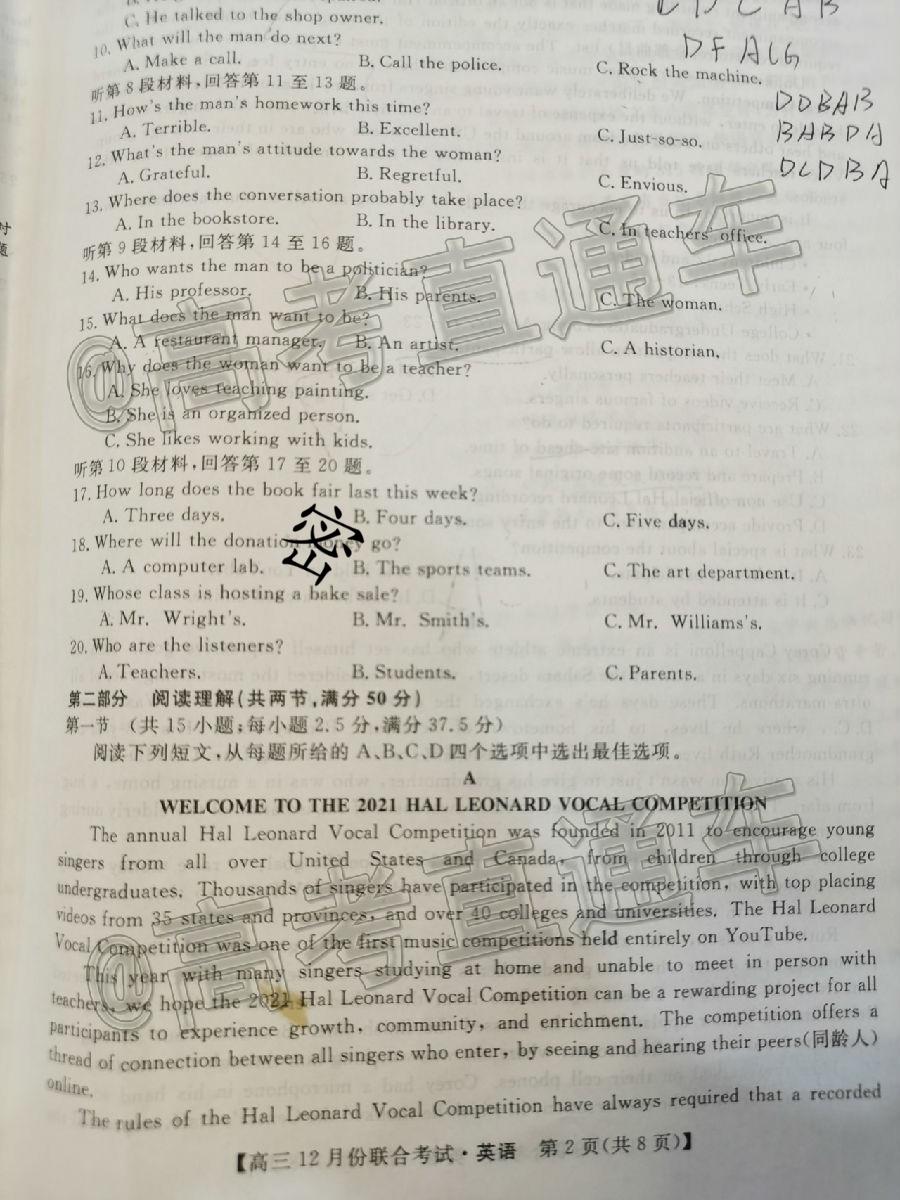 C. He talked to the shop owner.
10. What will the man do next?
A. Make a call. B. Call the police. C. Rock the machine.
听第8段材料,回答第11至13题。
11. How's the man's homework this time?
A. Terrible. B. Excellent. C. Just-so-so.
12. What's the man's attitude towards the woman?
A. Grateful. B. Regretful. C. Envious.
13. Where does the conversation probably take place?
A. In the bookstore. B. In the library. C. In teachers' office.
听第9段材料,回答第14至16题。
14. Who wants the man to be a politician?
A. His professor. B. His parents. C. The woman.
15. What does the man want to be?
A. A restaurant manager. B. An artist. C. A historian.
16. Why does the woman want to be a teacher?
A. She loves teaching painting.
B. She is an organized person.
C. She likes working with kids.
听第10段材料,回答第17至20题。
17. How long does the book fair last this week?
A. Three days. B. Four days. C. Five days.
18. Where will the donation money go?
A. A computer lab. B. The sports teams. C. The art department.
19. Whose class is hosting a bake sale?
A. Mr. Wright's. B. Mr. Smith's. C. Mr. Williams's.
20. Who are the listeners?
A. Teachers. B. Students. C. Parents.
第二部分 阅读理解(共两节,满分50分)
第一节 (共15小题;每小题2.5分,满分37.5分)
阅读下列短文,从每题所给的A、B、C、D四个选项中选出最佳选项。
A
WELCOME TO THE 2021 HAL LEONARD VOCAL COMPETITION
The annual Hal Leonard Vocal Competition was founded in 2011 to encourage young
singers from all over United States and Canada, from children through college
undergraduates. Thousands of singers have participated in the competition, with top placing
videos from 35 states and provinces, and over 40 colleges and universities. The Hal Leonard
Vocal Competition was one of the first music competitions held entirely on YouTube.
This year with many singers studying at home and unable to meet in person with
teachers, we hope the 2021 Hal Leonard Vocal Competition can be a rewarding project for all
participants to experience growth, community, and enrichment. The competition offers a
thread of connection between all singers who enter, by seeing and hearing their peers(同龄人)
online.
The rules of the Hal Leonard Vocal Competition have always required that a recorded
【高三12月份联合考试·英语 第2页(共8页)】
DFACG
DDBAB
BABDA
DCDBA
密
@高考直通车
@高考直通车